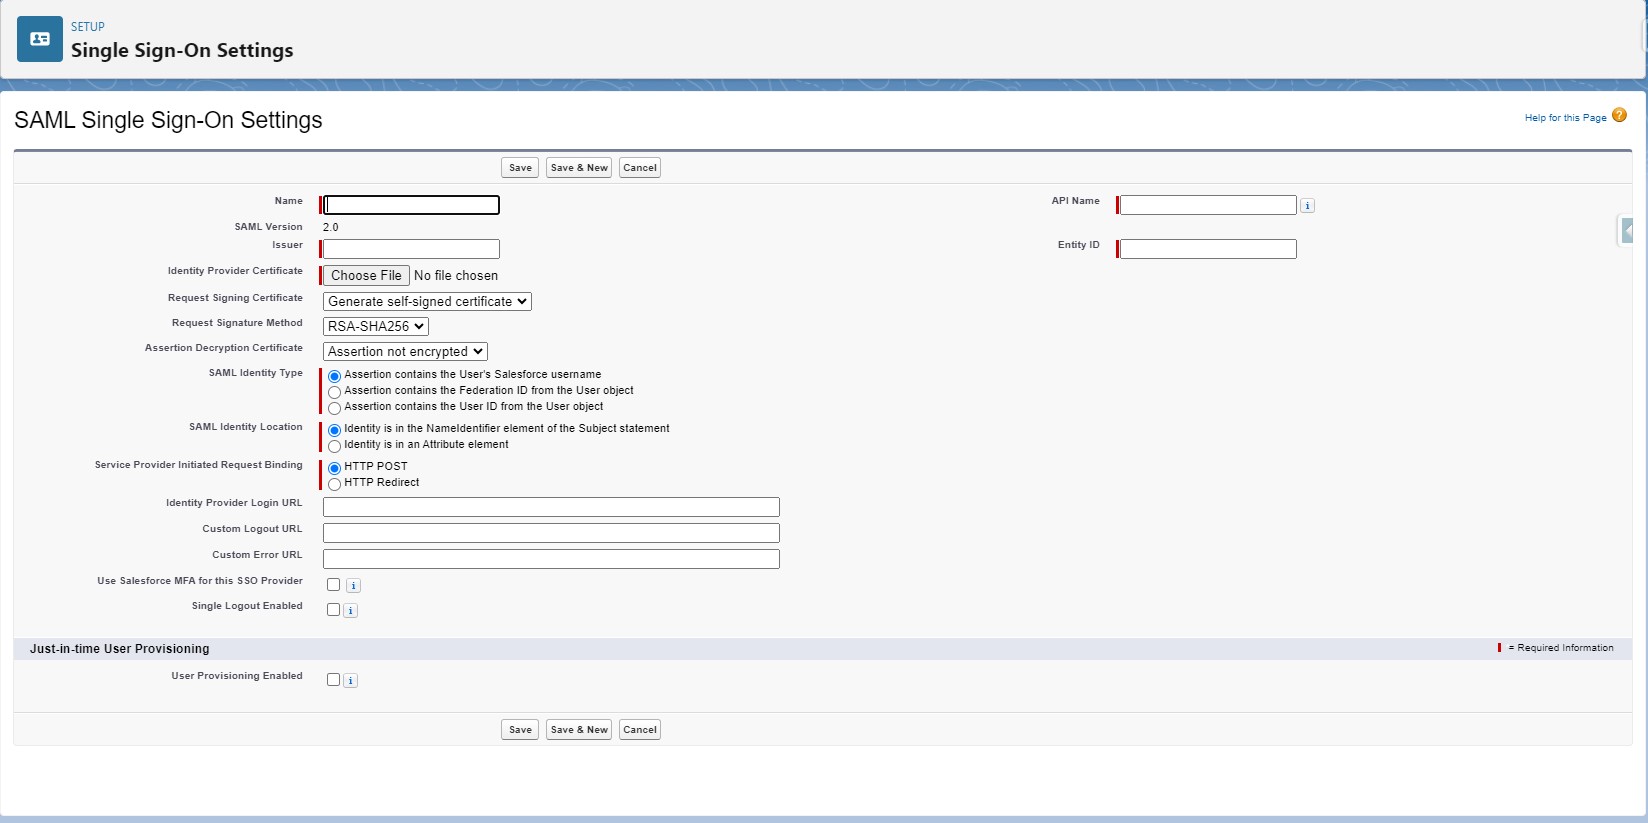 SETUP
Single Sign-On Settings
SAML Single Sign-On Settings
Help for this Page ?
Save Save & New Cancel
Name API Name i
SAML Version 2.0
Issuer Entity ID
Identity Provider Certificate Choose File No file chosen
Request Signing Certificate Generate self-signed certificate
Request Signature Method RSA-SHA256
Assertion Decryption Certificate Assertion not encrypted
SAML Identity Type Assertion contains the User's Salesforce username
Assertion contains the Federation ID from the User object
Assertion contains the User ID from the User object
SAML Identity Location Identity is in the NameIdentifier element of the Subject statement
Identity is in an Attribute element
Service Provider Initiated Request Binding HTTP POST
HTTP Redirect
Identity Provider Login URL
Custom Logout URL
Custom Error URL
Use Salesforce MFA for this SSO Provider i
Single Logout Enabled i
Just-in-time User Provisioning = Required Information
User Provisioning Enabled i
Save Save & New Cancel